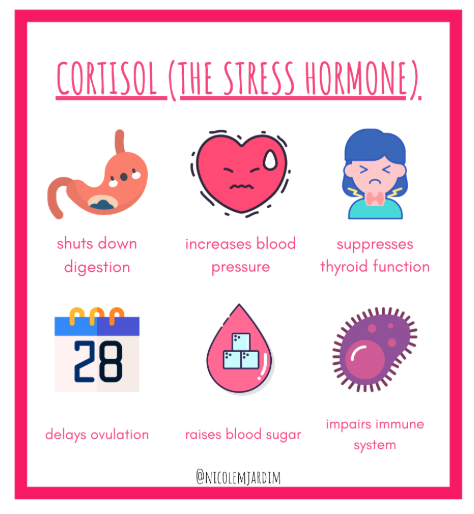 CORTISOL (THE STRESS HORMONE).
shuts down
digestion
increases blood
pressure
suppresses
thyroid function
28
delays ovulation
raises blood sugar
impairs immune
system
@NICOLEMJARDIM